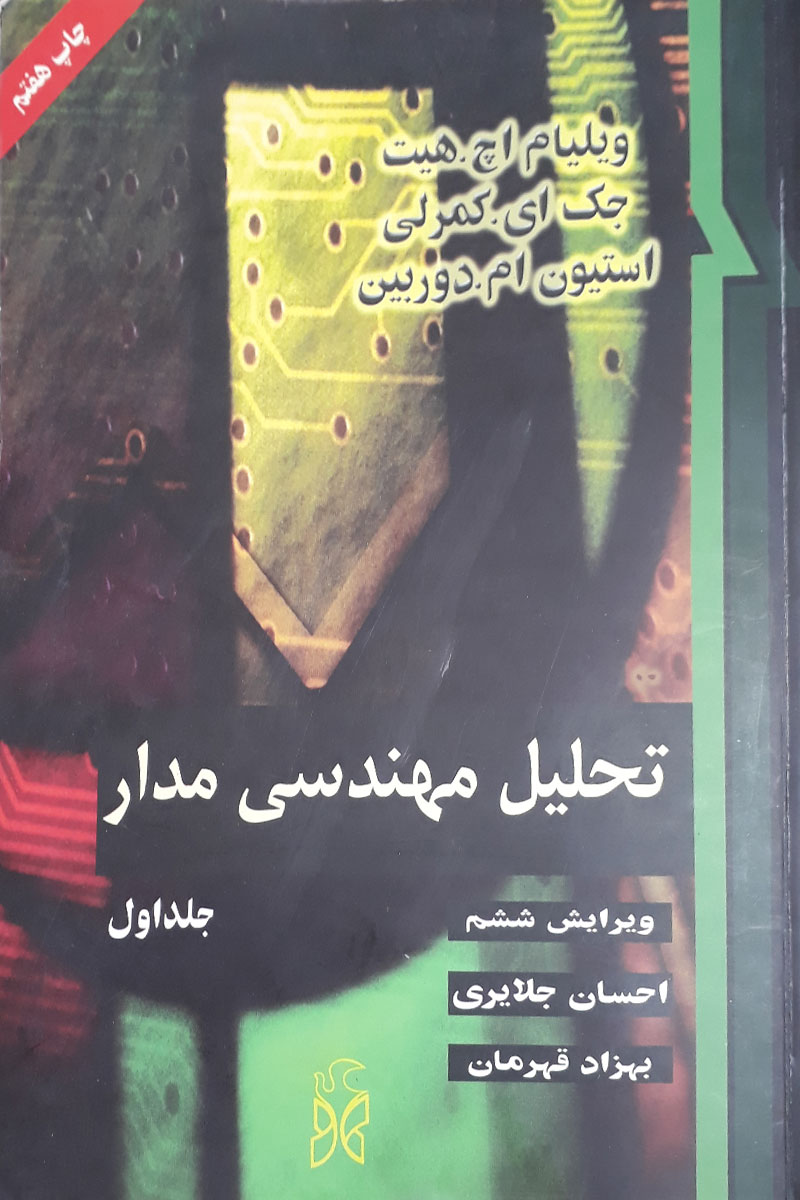 چاپ هفتم
ویلیام اچ.هیت
جک ای.کمرلی
استیون ام.دوربین
تحلیل مهندسی مدار
جلداول
ویرایش ششم
احسان جلایری
بهزاد قهرمان